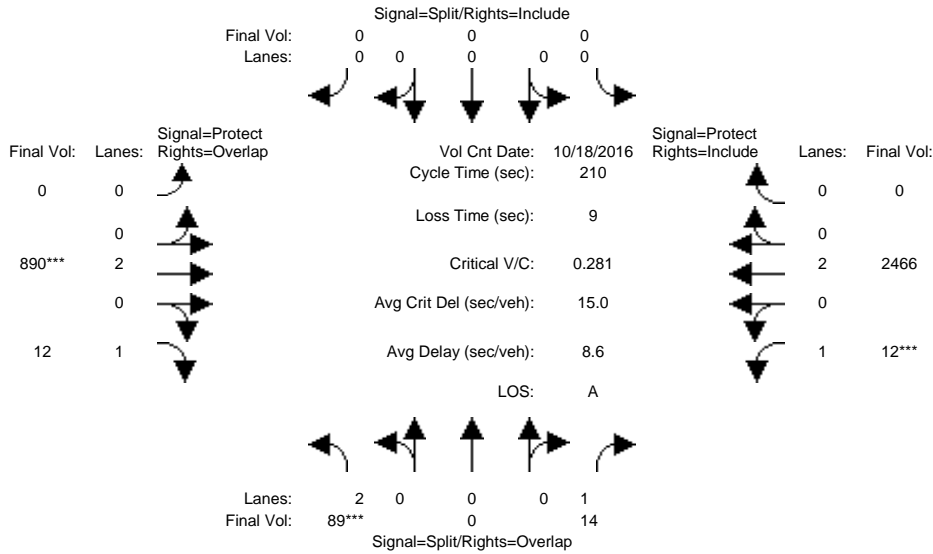 Signal=Split/Rights=Include
Final Vol: 0 0 0
Lanes: 0 0 0 0 0
Signal=Protect Signal=Protect
Final Vol: Lanes: Rights=Overlap Vol Cnt Date: 10/18/2016 Rights=Include Lanes: Final Vol:
Cycle Time (sec): 210
0 0 0 0
Loss Time (sec): 9
0 0
890*** 2 Critical V/C: 0.281 2 2466
0 Avg Crit Del (sec/veh): 15.0 0
12 1 Avg Delay (sec/veh): 8.6 1 12***
LOS: A
Lanes: 2 0 0 0 1
Final Vol: 89*** 0 14
Signal=Split/Rights=Overlap